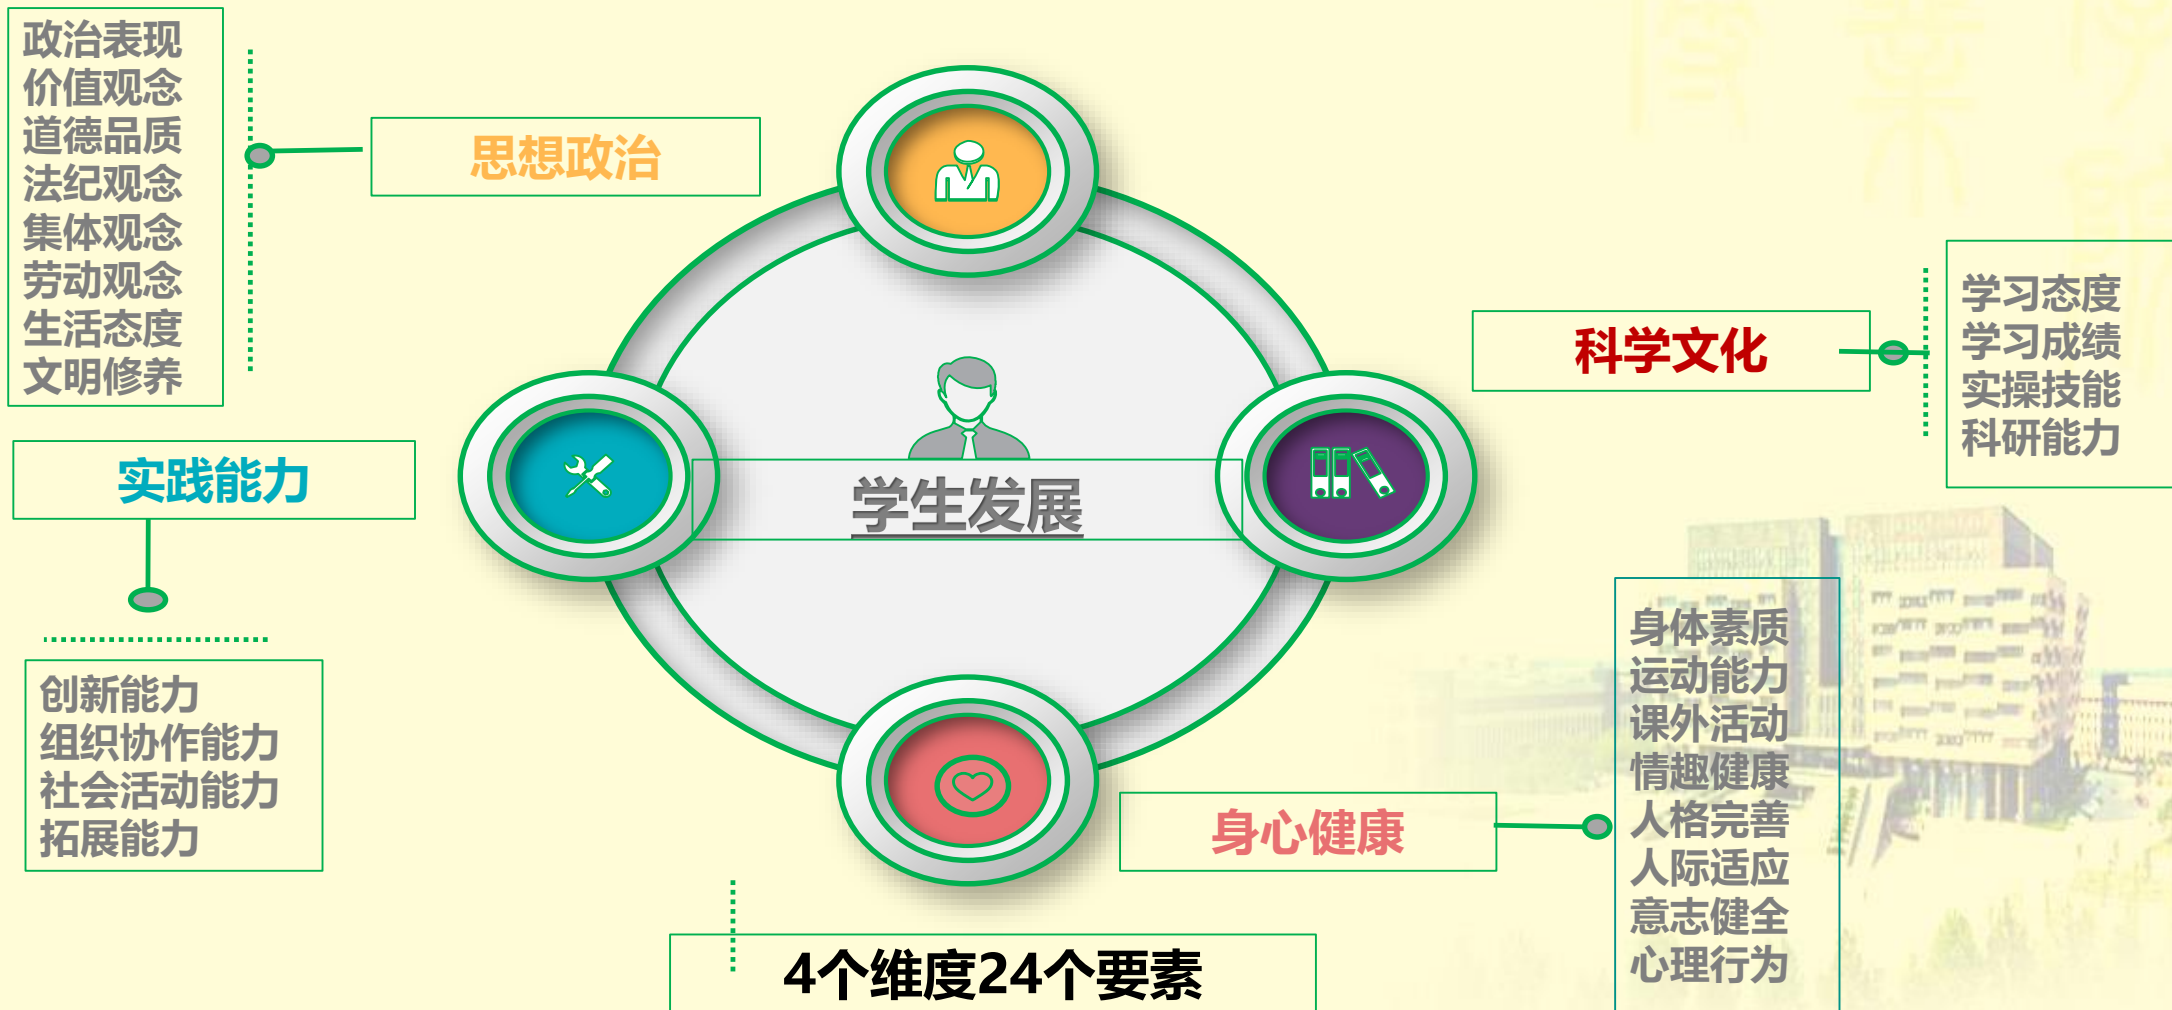 政治表现
价值观念
道德品质
法纪观念
集体观念
劳动观念
生活态度
文明修养
思想政治
科学文化
学习态度
学习成绩
实操技能
科研能力
实践能力
创新能力
组织协作能力
社会活动能力
拓展能力
学生发展
身心健康
身体素质
运动能力
课外活动
情趣健康
人格完善
人际适应
意志健全
心理行为
4个维度24个要素